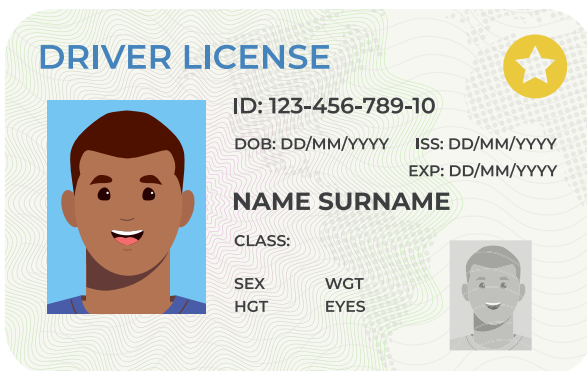 DRIVER LICENSE
ID: 123-456-789-10
DOB: DD/MM/YYYY ISS: DD/MM/YYYY
EXP: DD/MM/YYYY
NAME SURNAME
CLASS:
SEX WGT
HGT EYES